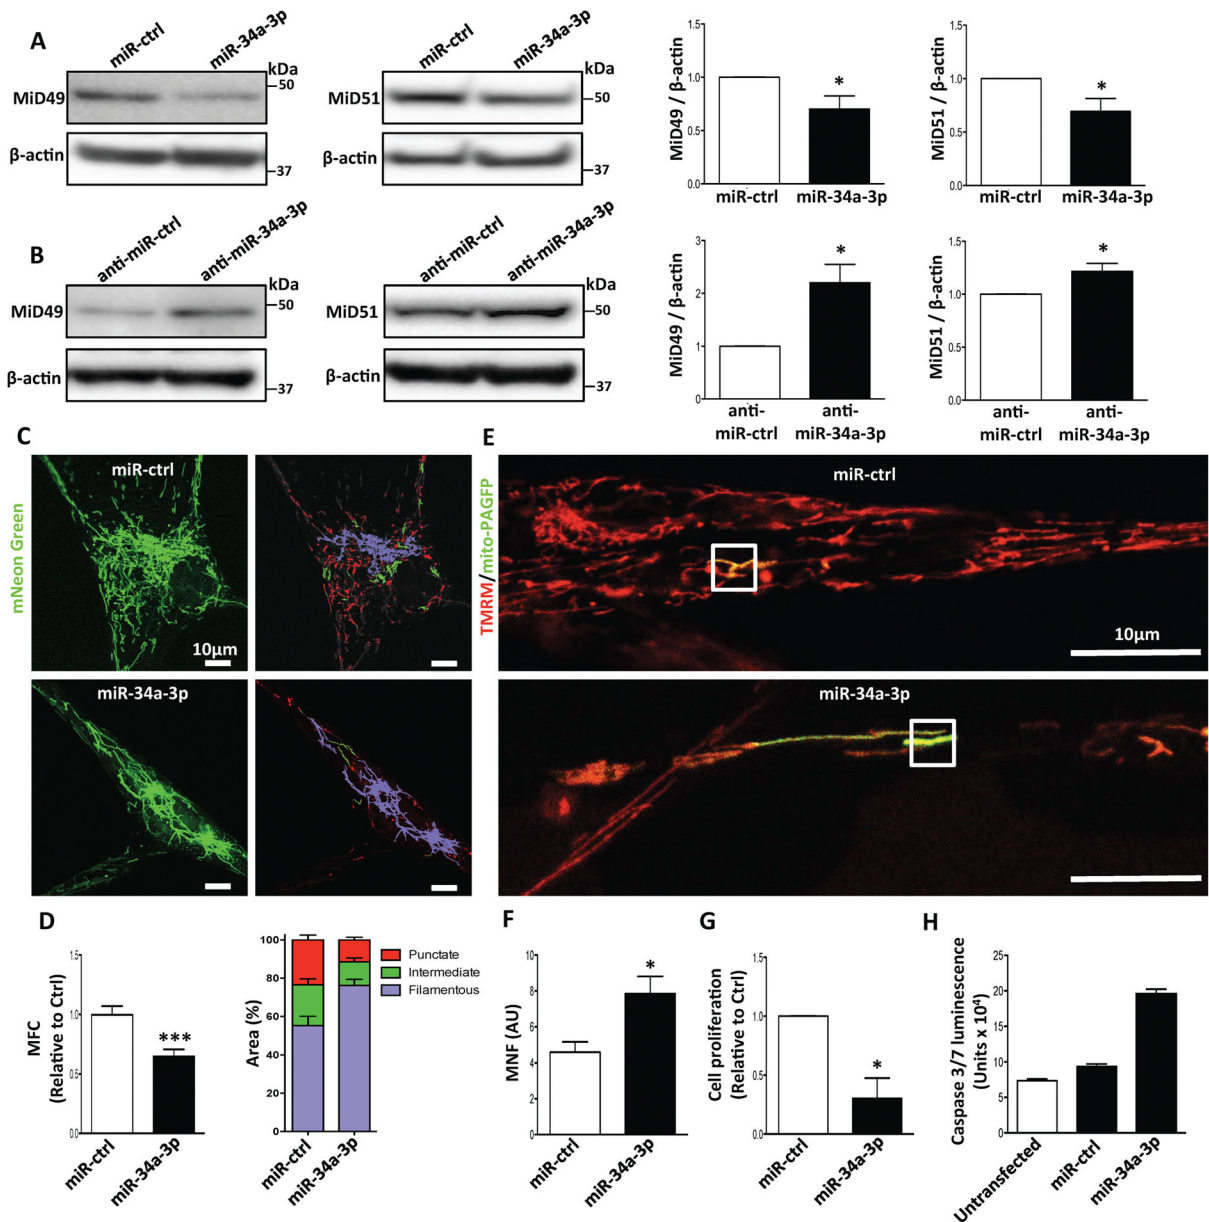 A
miR-ctrl
miR-34a-3p
kDa
MiD49
50
β-actin
37
miR-ctrl
miR-34a-3p
kDa
MiD51
50
β-actin
37
MiD49 / β-actin
1.5
1.0
0.5
0.0
*
miR-ctrl
miR-34a-3p
MiD51 / β-actin
1.5
1.0
0.5
0.0
*
miR-ctrl
miR-34a-3p
B
anti-miR-ctrl
anti-miR-34a-3p
kDa
MiD49
50
β-actin
37
anti-miR-ctrl
anti-miR-34a-3p
kDa
MiD51
50
β-actin
37
MiD49 / β-actin
3
2
1
0
*
anti-
miR-ctrl
anti-
miR-34a-3p
MiD51 / β-actin
1.5
1.0
0.5
0.0
*
anti-
miR-ctrl
anti-
miR-34a-3p
C
mNeon Green
miR-ctrl
10μm
miR-34a-3p
E
TMRM/mito-PAGFP
miR-ctrl
10μm
miR-34a-3p
D
MFC
(Relative to Ctrl)
1.5
1.0
0.5
0.0
***
miR-ctrl
miR-34a-3p
Area (%)
100
80
60
40
20
0
miR-ctrl
miR-34a-3p
Punctate
Intermediate
Filamentous
F
MNF (AU)
10
8
6
4
2
0
*
miR-ctrl
miR-34a-3p
G
Cell proliferation
(Relative to Ctrl)
1.5
1.0
0.5
0.0
*
miR-ctrl
miR-34a-3p
H
Caspase 3/7 luminescence
(Units x 10⁴)
25
20
15
10
5
0
Untransfected
miR-ctrl
miR-34a-3p